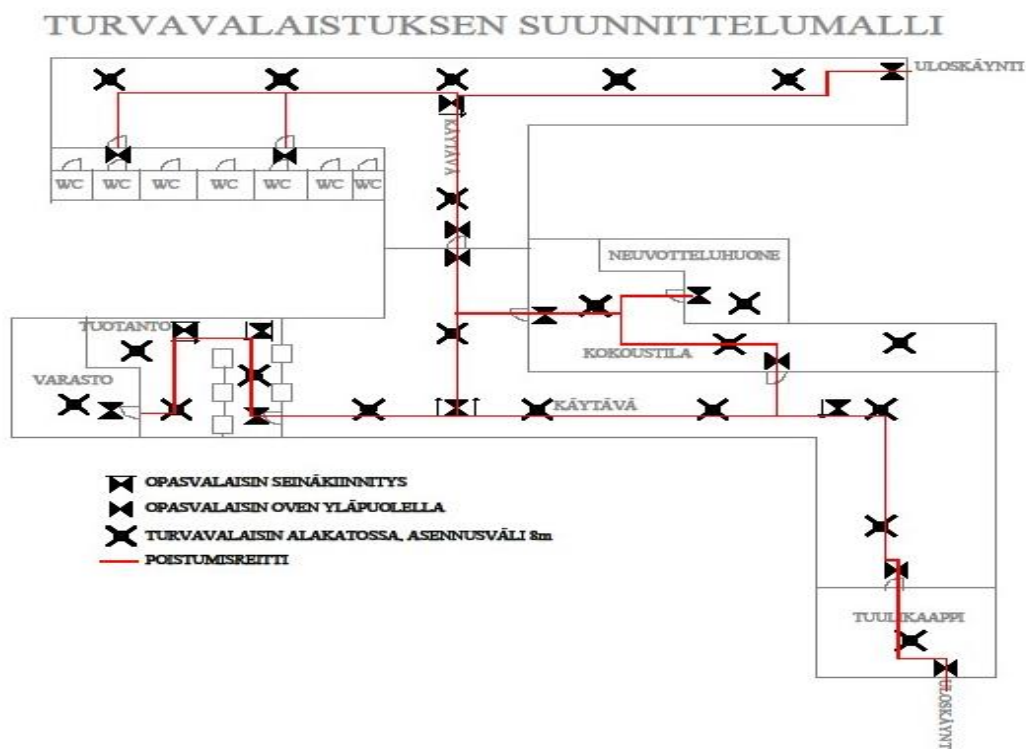 TURVAVALAISTUKSEN SUUNNITTELUMALLI
ULOSKÄYNTI
KÄYTÄVÄ
WC WC WC WC WC WC WC
NEUVOTTELUHUONE
TUOTANTO
KOKOUSTILA
VARASTO
KÄYTÄVÄ
OPASVALAISIN SEINÄKIINNITYS
OPASVALAISIN OVEN YLÄPUOLELLA
TURVAVALAISIN ALAKATOSSA, ASENNUSVÄLI 8m
POISTUMISREITTI
TUULIKAAPPI
ULOSKÄYNT